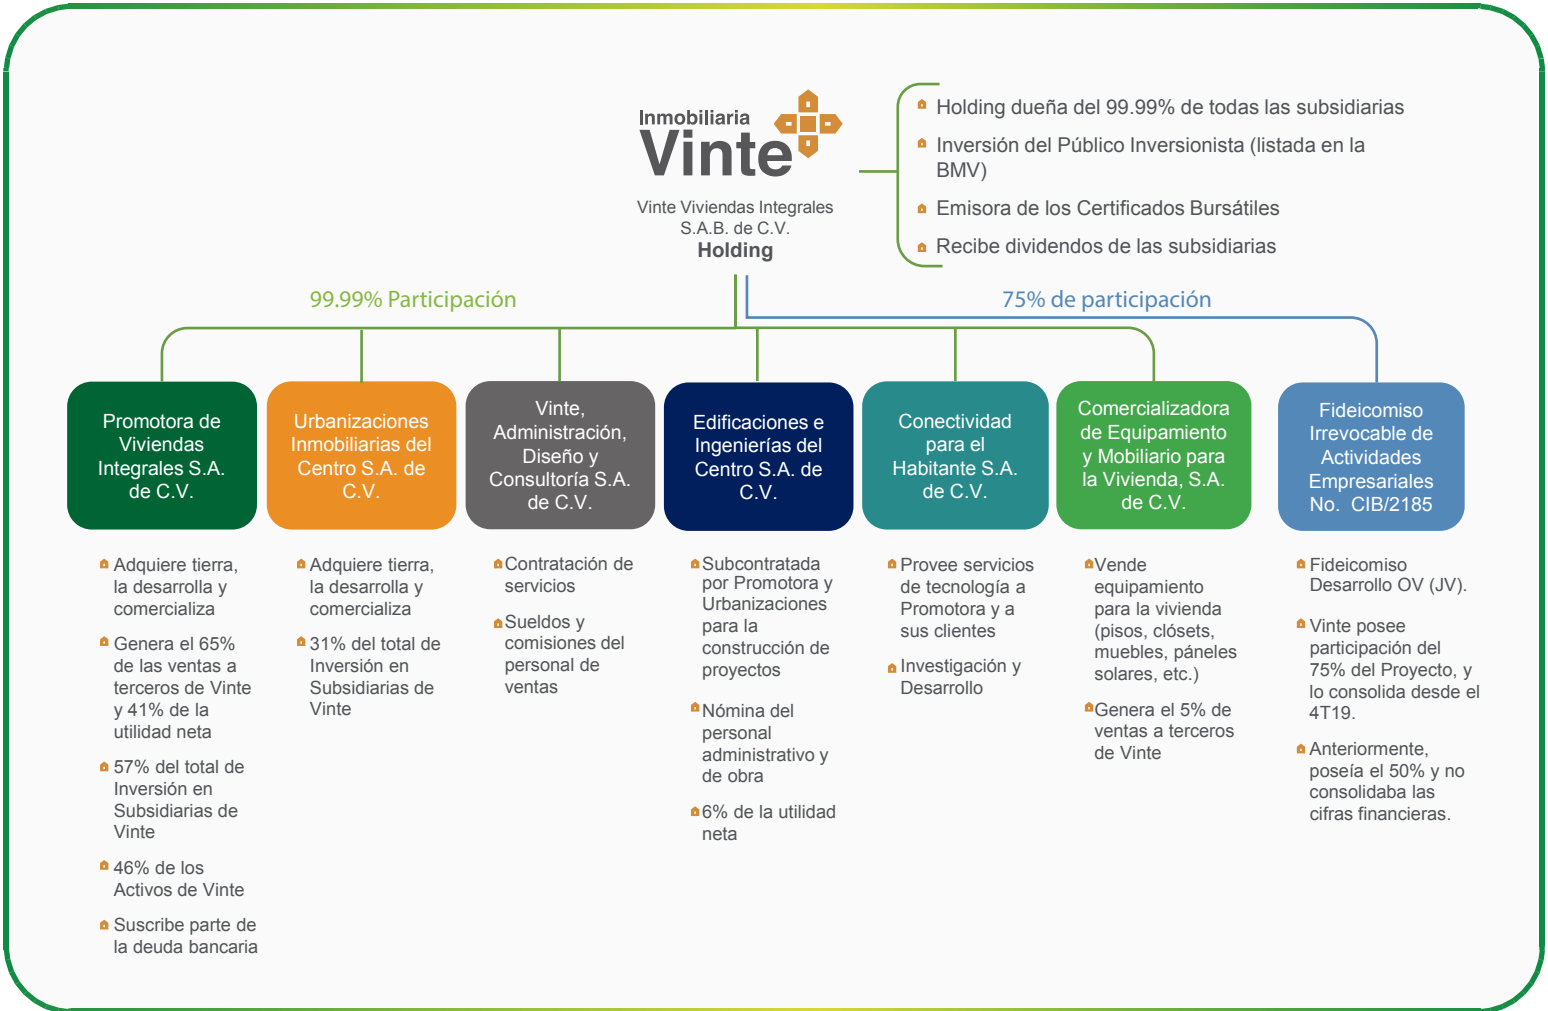 Inmobiliaria
Vinte
Vinte Viviendas Integrales
S.A.B. de C.V.
Holding
Holding dueña del 99.99% de todas las subsidiarias
Inversión del Público Inversionista (listada en la
BMV)
Emisora de los Certificados Bursátiles
Recibe dividendos de las subsidiarias
99.99% Participación
75% de participación
Promotora de
Viviendas
Integrales S.A.
de C.V.
Adquiere tierra,
la desarrolla y
comercializa
Genera el 65%
de las ventas a
terceros de Vinte
y 41% de la
utilidad neta
57% del total de
Inversión en
Subsidiarias de
Vinte
46% de los
Activos de Vinte
Suscribe parte de
la deuda bancaria
Urbanizaciones
Inmobiliarias del
Centro S.A. de
C.V.
Adquiere tierra,
la desarrolla y
comercializa
31% del total de
Inversión en
Subsidiarias de
Vinte
Vinte,
Administración,
Diseño y
Consultoría S.A.
de C.V.
Contratación de
servicios
Sueldos y
comisiones del
personal de
ventas
Edificaciones e
Ingenierías del
Centro S.A. de
C.V.
Subcontratada
por Promotora y
Urbanizaciones
para la
construcción de
proyectos
Nómina del
personal
administrativo y
de obra
6% de la utilidad
neta
Conectividad
para el
Habitante S.A.
de C.V.
Provee servicios
de tecnología a
Promotora y a
sus clientes
Investigación y
Desarrollo
Comercializadora
de Equipamiento
y Mobiliario para
la Vivienda, S.A.
de C.V.
Vende
equipamiento
para la vivienda
(pisos, clósets,
muebles, páneles
solares, etc.)
Genera el 5% de
ventas a terceros
de Vinte
Fideicomiso
Irrevocable de
Actividades
Empresariales
No. CIB/2185
Fideicomiso
Desarrollo OV (JV).
Vinte posee
participación del
75% del Proyecto, y
lo consolida desde el
4T19.
Anteriormente,
poseía el 50% y no
consolidaba las
cifras financieras.